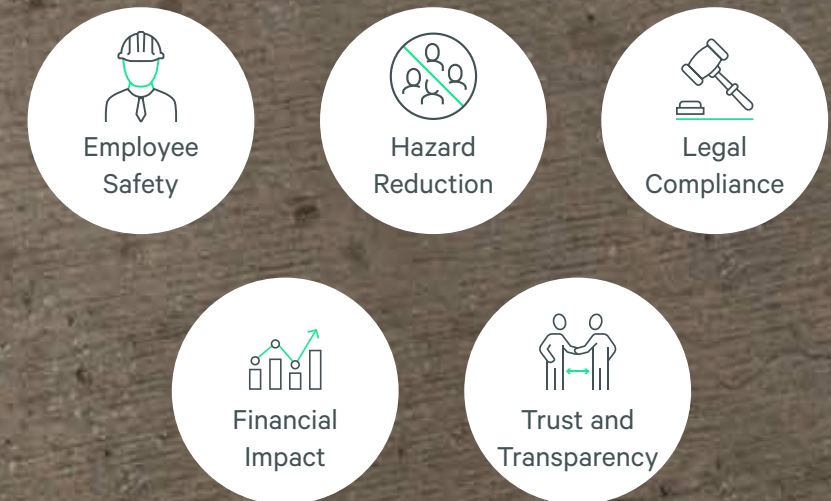 Employee
Safety
Hazard
Reduction
Legal
Compliance
Financial
Impact
Trust and
Transparency